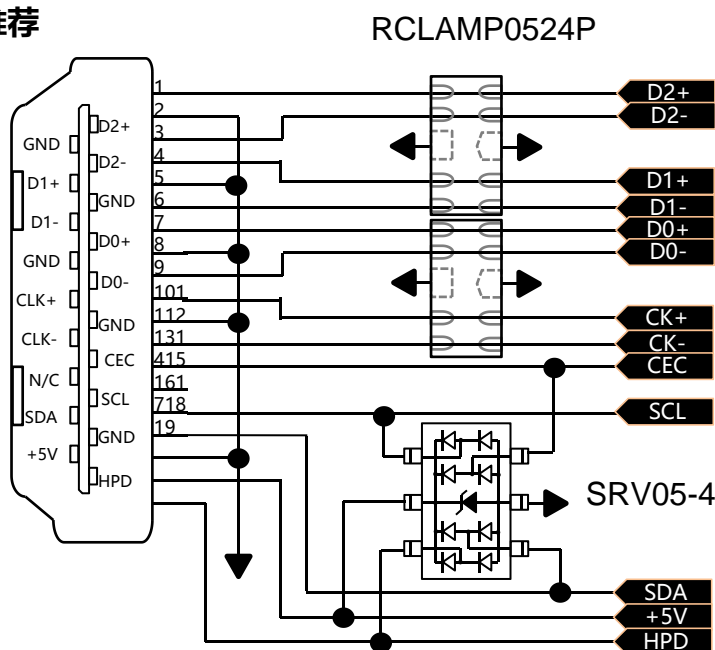 推荐
RCLAMP0524P
1
2
3
4
5
6
7
8
9
101
112
131
415
161
718
19
D2+
GND
D2-
D1+
GND
D1-
D0+
GND
D0-
CLK+
GND
CLK-
CEC
N/C
SCL
SDA
GND
+5V
HPD
D2+
D2-
D1+
D1-
D0+
D0-
CK+
CK-
CEC
SCL
SRV05-4
SDA
+5V
HPD